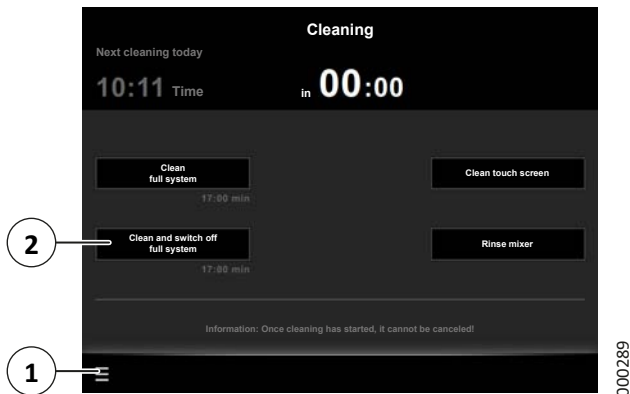 Cleaning
Next cleaning today
10:11 Time
in 00:00
Clean
full system
Clean touch screen
17:00 min
2
Clean and switch off
full system
Rinse mixer
17:00 min
Information: Once cleaning has started, it cannot be canceled!
1
000289